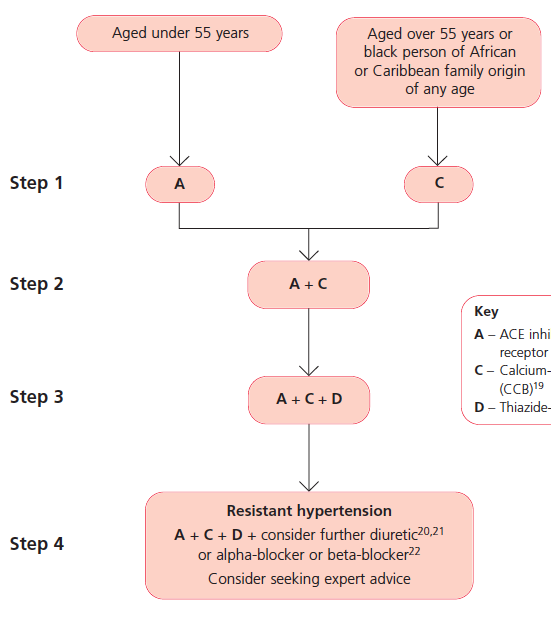 Aged under 55 years
Aged over 55 years or
black person of African
or Caribbean family origin
of any age
Step 1
A
C
Step 2
A + C
Key
A – ACE
receptor
C – Calcium-
(CCB)19
D – Thiazide-
Step 3
A + C + D
Resistant hypertension
A + C + D + consider further diuretic20,21
or alpha-blocker or beta-blocker22
Consider seeking expert advice
Step 4